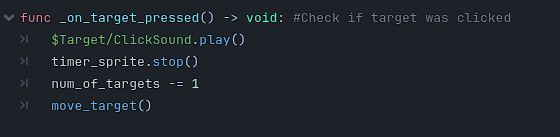 func _on_target_pressed() -> void: #Check if target was clicked
$Target/ClickSound.play()
timer_sprite.stop()
num_of_targets -= 1
move_target()